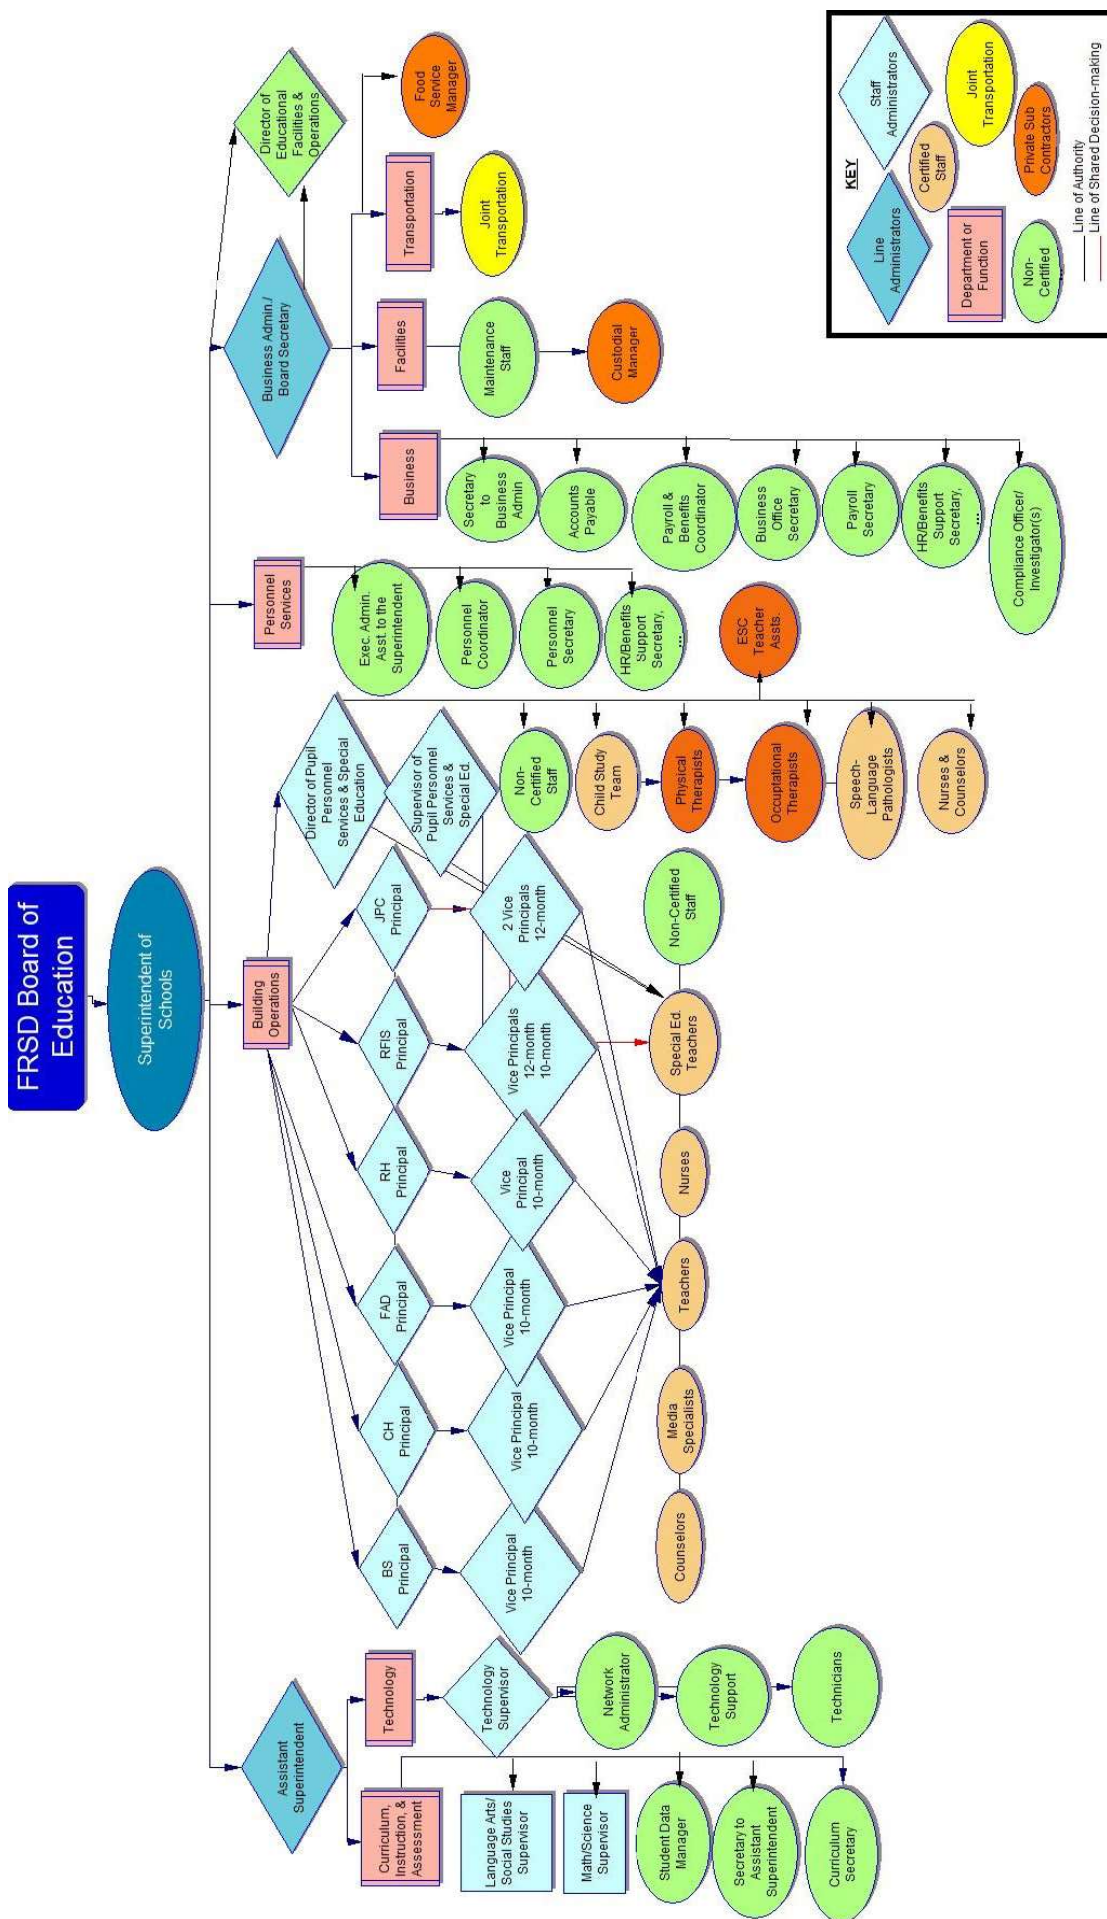 FRSD Board of
Education
Superintendent of
Schools
Assistant
Superintendent
Building
Operations
Personnel
Services
Business Admin./
Board Secretary
Director of
Educational
Facilities &
Operations
Curriculum,
Instruction, &
Assessment
Technology
Language Arts/
Social Studies
Supervisor
Math/Science
Supervisor
Student Data
Manager
Secretary to
Assistant
Superintendent
Curriculum
Secretary
Technology
Supervisor
Network
Administrator
Technology
Support
Technicians
BS
Principal
CH
Principal
FAD
Principal
RH
Principal
RFIS
Principal
JPC
Principal
Director of Pupil
Personnel
Services & Special
Education
Supervisor of
Pupil Personnel
Services &
Special Ed.
Vice Principal
10-month
Vice Principal
10-month
Vice Principal
10-month
Vice
Principal
10-month
Vice Principals
12-month
10-month
2 Vice
Principals
12-month
Counselors
Media
Specialists
Teachers
Nurses
Special Ed.
Teachers
Non-Certified
Staff
Non-
Certified
Staff
Child Study
Team
Physical
Therapists
Occuptational
Therapists
Speech-
Language
Pathologists
Nurses &
Counselors
ESC
Teacher
Assts.
Exec. Admin.
Asst. to the
Superintendent
Personnel
Coordinator
Personnel
Secretary
HR/Benefits
Support
Secretary,
...
Business
Facilities
Transportation
Food
Service
Manager
Secretary
to
Business
Admin
Accounts
Payable
Payroll &
Benefits
Coordinator
Business
Office
Secretary
Payroll
Secretary
HR/Benefits
Support
Secretary,
...
Compliance Officer/
Investigator(s)
Maintenance
Staff
Custodial
Manager
Joint
Transportation
KEY
Line
Administrators
Staff
Administrators
Department or
Function
Certified
Staff
Joint
Transportation
Non-
Certified
Private Sub
Contractors
Line of Authority
Line of Shared Decision-making